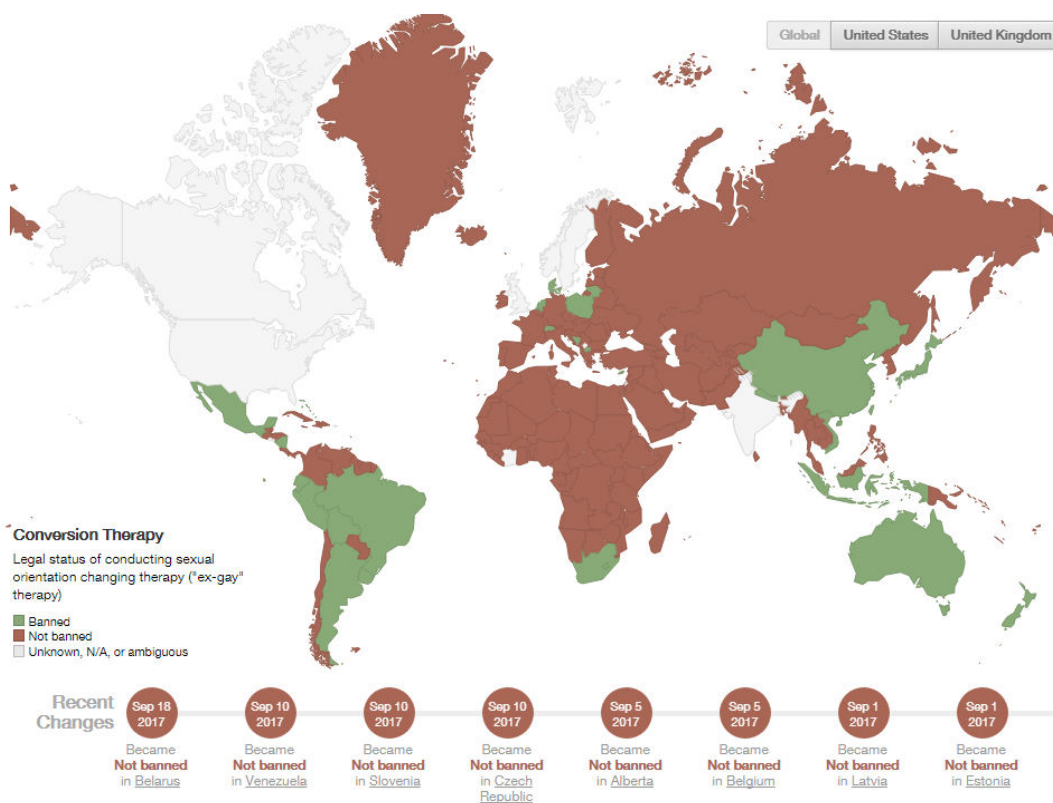 Global United States United Kingdom
Conversion Therapy
Legal status of conducting sexual
orientation changing therapy ("ex-gay"
therapy)
Banned
Not banned
Unknown, N/A, or ambiguous
Recent
Changes
Sep 18
2017
Became
Not banned
in Belarus
Sep 10
2017
Became
Not banned
in Venezuela
Sep 10
2017
Became
Not banned
in Slovenia
Sep 10
2017
Became
Not banned
in Czech
Republic
Sep 5
2017
Became
Not banned
in Alberta
Sep 5
2017
Became
Not banned
in Belgium
Sep 1
2017
Became
Not banned
in Latvia
Sep 1
2017
Became
Not banned
in Estonia